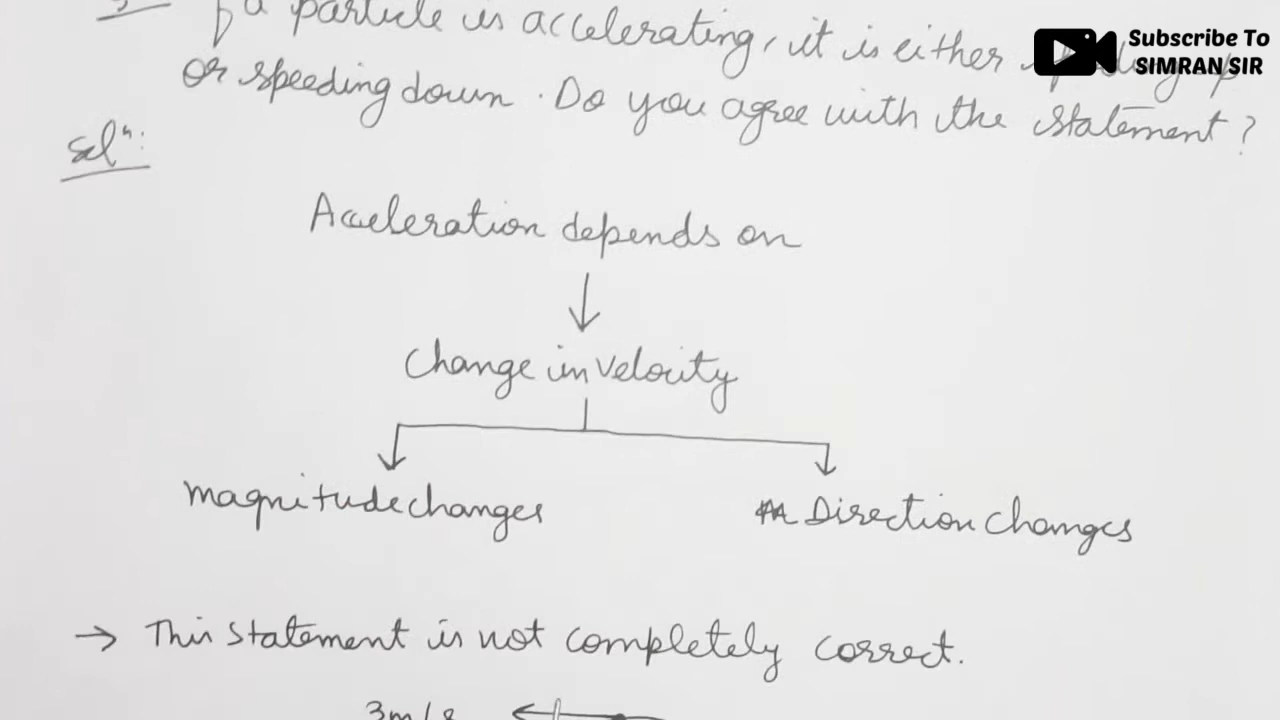 a particle is accelerating, it is either
Subscribe To
SIMRAN SIR
or speeding down. Do you agree with the statement?
Solⁿ:
Acceleration depends on
Change in velocity
magnitude changes
Direction changes
→ This statement is not completely correct.
3m/s